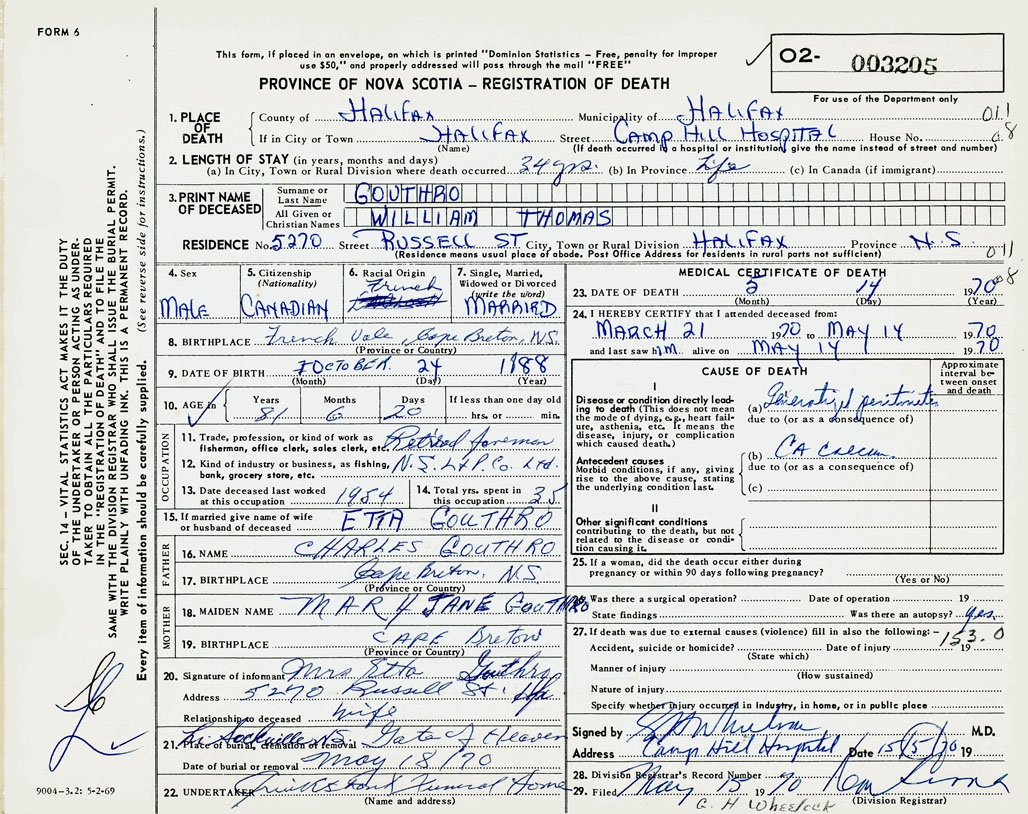 FORM 6
This form, if placed in an envelope, on which is printed "Dominion Statistics – Free, penalty for improper
use $50," and properly addressed will pass through the mail "FREE"
O2- 003205
For use of the Department only
PROVINCE OF NOVA SCOTIA – REGISTRATION OF DEATH
1. PLACE OF DEATH
County of HALIFAX Municipality of HALIFAX 011
If in City or Town HALIFAX Street CAMP HILL HOSPITAL House No. 08
(Name) (If death occurred in a hospital or institution, give the name instead of street and number)
2. LENGTH OF STAY (in years, months and days)
(a) In City, Town or Rural Division where death occurred 34 yrs. (b) In Province Life (c) In Canada (if immigrant)
3. PRINT NAME OF DECEASED
Surname or Last Name GOUTHRO
All Given or Christian Names WILLIAM THOMAS
RESIDENCE No. 5270 Street RUSSELL ST City, Town or Rural Division HALIFAX Province N.S
(Residence means usual place of abode. Post Office Address for residents in rural parts not sufficient) 011
4. Sex
MALE
5. Citizenship
(Nationality)
CANADIAN
6. Racial Origin
French
7. Single, Married,
Widowed or Divorced
(write the word)
MARRIED
8. BIRTHPLACE French Vale, Cape Breton, N.S.
(Province or Country)
9. DATE OF BIRTH OCTOBER 24 1888
(Month) (Day) (Year)
10. AGE in
Years Months Days If less than one day old
81 6 20 hrs. or min.
OCCUPATION
11. Trade, profession, or kind of work as
fisherman, office clerk, sales clerk, etc. Retired foreman
12. Kind of industry or business, as fishing,
bank, grocery store, etc. N.S. L & P. Co. Ltd.
13. Date deceased last worked
at this occupation 1954
14. Total yrs. spent in
this occupation 35
15. If married give name of wife
or husband of deceased ETTA GOUTHRO
FATHER
16. NAME CHARLES GOUTHRO
17. BIRTHPLACE Cape Breton, N.S.
(Province or Country)
MOTHER
18. MAIDEN NAME MARY JANE GOUTHRO
19. BIRTHPLACE CAPE Breton
(Province or Country)
20. Signature of informant Mrs Etta Gouthro
Address 5270 Russell St. Hfx
Relationship to deceased wife
21. Place of burial, cremation or removal Sackville N.S. Gate of Heaven
Date of burial or removal May 18/70
22. UNDERTAKER Funeral Home
(Name and address)
MEDICAL CERTIFICATE OF DEATH
23. DATE OF DEATH 5 14 1970 08
(Month) (Day) (Year)
24. I HEREBY CERTIFY that I attended deceased from:
MARCH 21 1970 to MAY 14 1970
and last saw him alive on MAY 14 1970
CAUSE OF DEATH
Approximate interval between onset and death
I
Disease or condition directly leading to death (This does not mean the mode of dying, e.g., heart failure, asthenia, etc. It means the disease, injury, or complication which caused death.)
(a) Generalized peritonitis
due to (or as a consequence of)
Antecedent causes
Morbid conditions, if any, giving rise to the above cause, stating the underlying condition last.
(b) CA caecum
due to (or as a consequence of)
(c)
II
Other significant conditions
contributing to the death, but not related to the disease or condition causing it.
25. If a woman, did the death occur either during
pregnancy or within 90 days following pregnancy?
(Yes or No)
26. Was there a surgical operation? Date of operation 19
State findings Was there an autopsy? yes.
27. If death was due to external causes (violence) fill in also the following: – 153.0
Accident, suicide or homicide? Date of injury 19
(State which)
Manner of injury
(How sustained)
Nature of injury
Specify whether injury occurred in industry, in home, or in public place
Signed by M.D.
Address Camp Hill Hospital Date 15/5/70 19
28. Division Registrar's Record Number
29. Filed May 15 1970
(Division Registrar)
G. H Wheelock
SEC. 14 – VITAL STATISTICS ACT MAKES IT THE DUTY
OF THE UNDERTAKER OR PERSON ACTING AS UNDER-
TAKER TO OBTAIN ALL THE PARTICULARS REQUIRED
IN THE "REGISTRATION OF DEATH" AND TO FILE THE
SAME WITH THE DIVISION REGISTRAR WHO SHALL ISSUE THE BURIAL PERMIT.
WRITE PLAINLY WITH UNFADING INK. THIS IS A PERMANENT RECORD.
Every item of information should be carefully supplied. (See reverse side for instructions.)
9004-3.2: 5-2-69